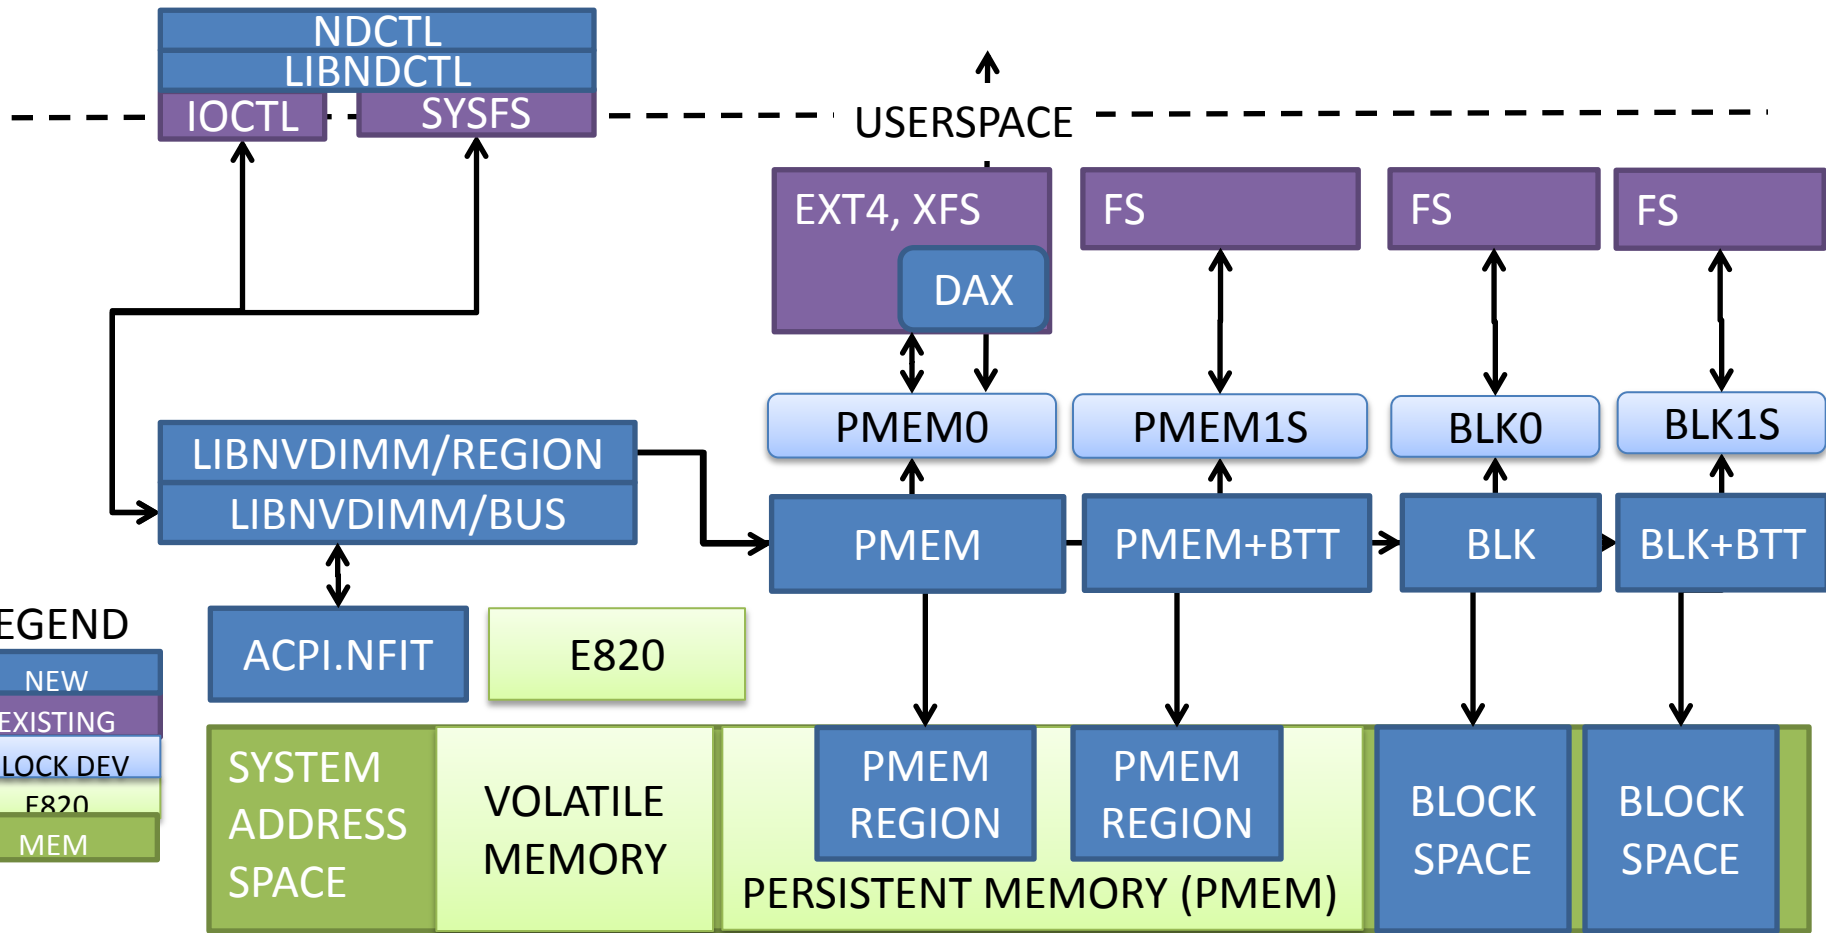 NDCTL
LIBNDCTL
IOCTL
SYSFS
USERSPACE
EXT4, XFS
DAX
FS
FS
FS
PMEM0
PMEM1S
BLK0
BLK1S
LIBNVDIMM/REGION
LIBNVDIMM/BUS
PMEM
PMEM+BTT
BLK
BLK+BTT
ACPI.NFIT
E820
EGEND
NEW
EXISTING
LOCK DEV
E820
MEM
SYSTEM
ADDRESS
SPACE
VOLATILE
MEMORY
PMEM
REGION
PMEM
REGION
PERSISTENT MEMORY (PMEM)
BLOCK
SPACE
BLOCK
SPACE